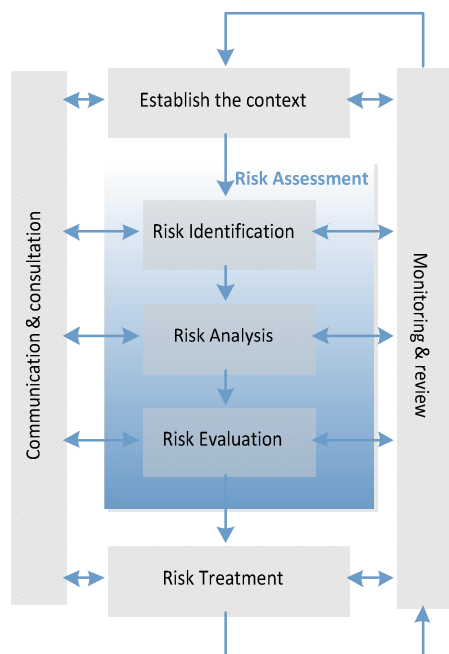 Establish the context
Risk Assessment
Risk Identification
Risk Analysis
Risk Evaluation
Risk Treatment
Communication & consultation
Monitoring & review